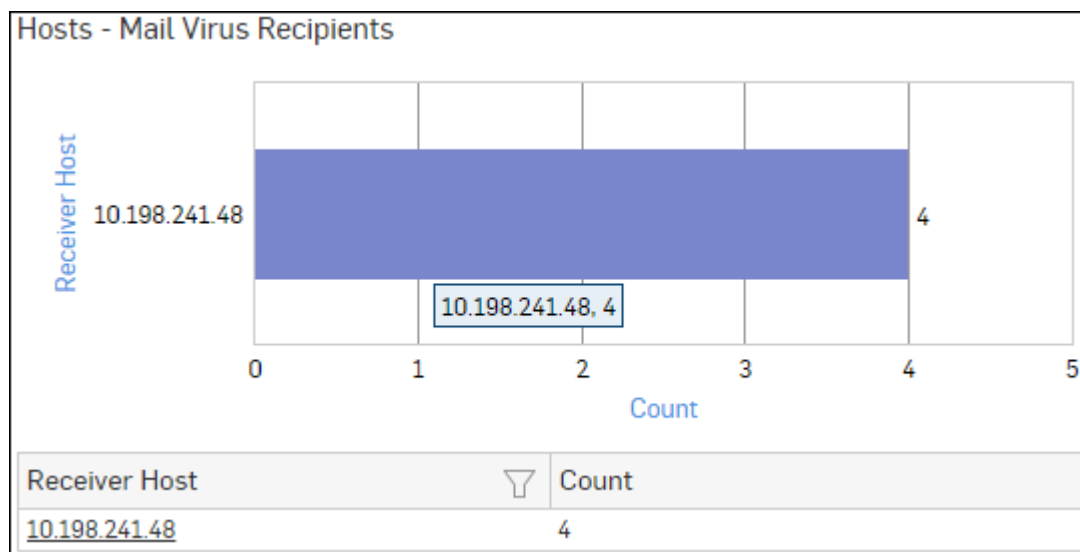 Hosts - Mail Virus Recipients
Receiver Host
10.198.241.48
4
10.198.241.48, 4
0 1 2 3 4 5
Count
Receiver Host Count
10.198.241.48 4